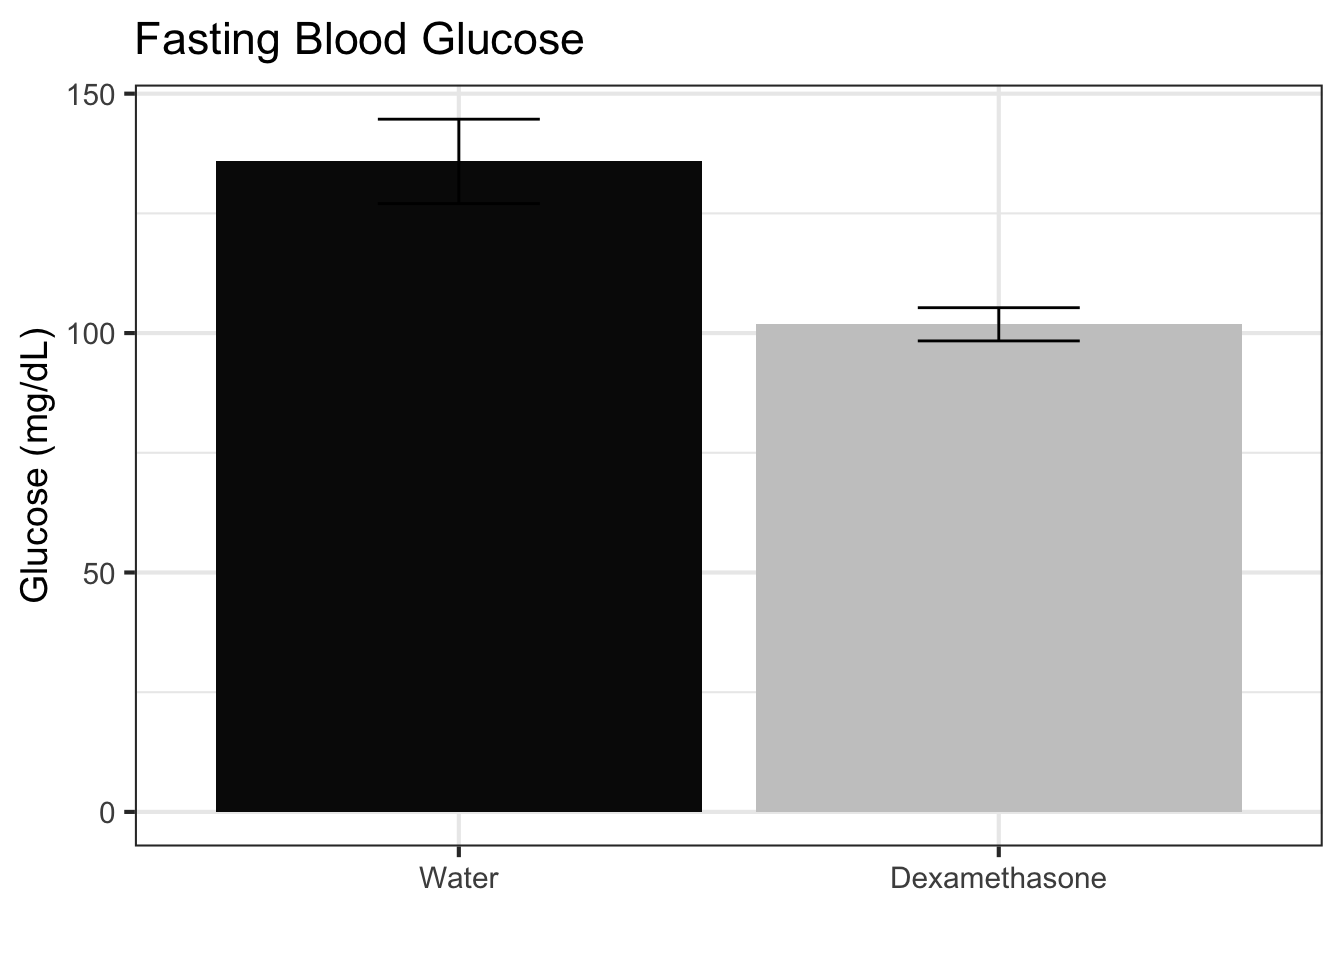 Fasting Blood Glucose
150
100
50
0
Glucose (mg/dL)
Water
Dexamethasone